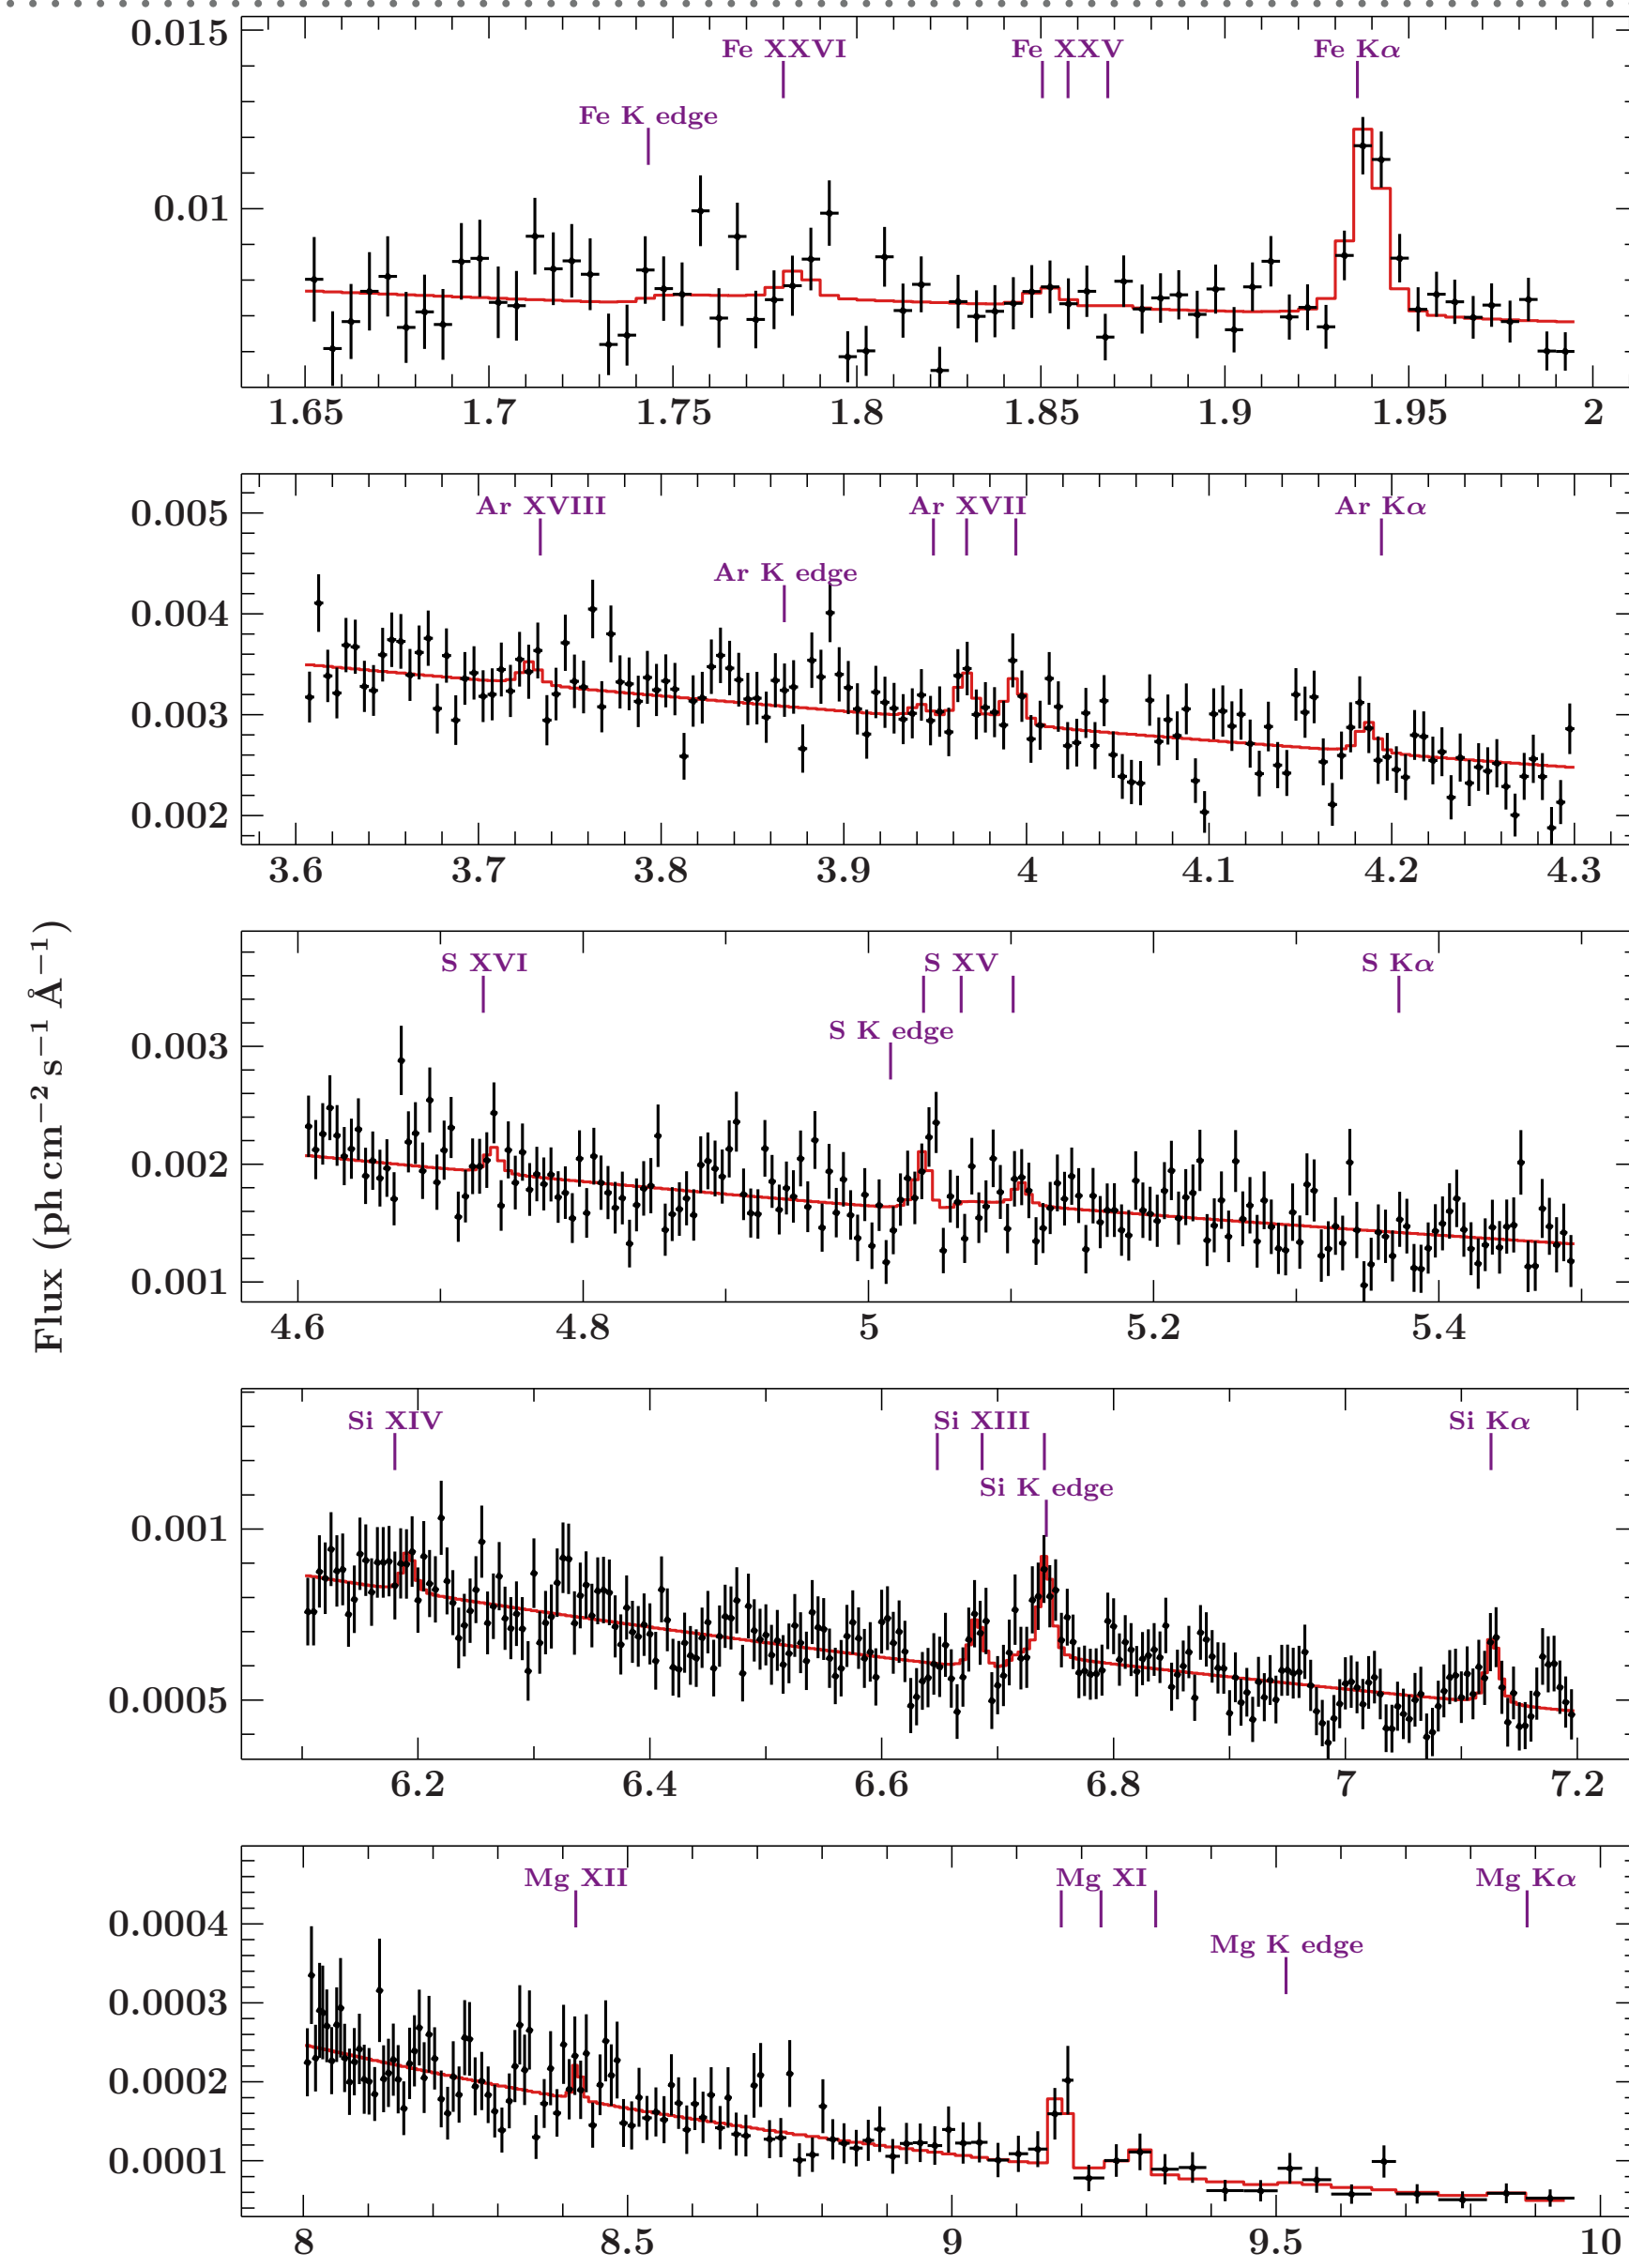 0.015
Fe XXVI Fe XXV Fe Kα
Fe K edge
0.01
1.65 1.7 1.75 1.8 1.85 1.9 1.95 2
0.005
Ar XVIII Ar XVII Ar Kα
Ar K edge
0.004
0.003
0.002
3.6 3.7 3.8 3.9 4 4.1 4.2 4.3
Flux (ph cm⁻² s⁻¹ Å⁻¹)
S XVI S XV S Kα
S K edge
0.003
0.002
0.001
4.6 4.8 5 5.2 5.4
Si XIV Si XIII Si Kα
Si K edge
0.001
0.0005
6.2 6.4 6.6 6.8 7 7.2
Mg XII Mg XI Mg Kα
0.0004
Mg K edge
0.0003
0.0002
0.0001
8 8.5 9 9.5 10